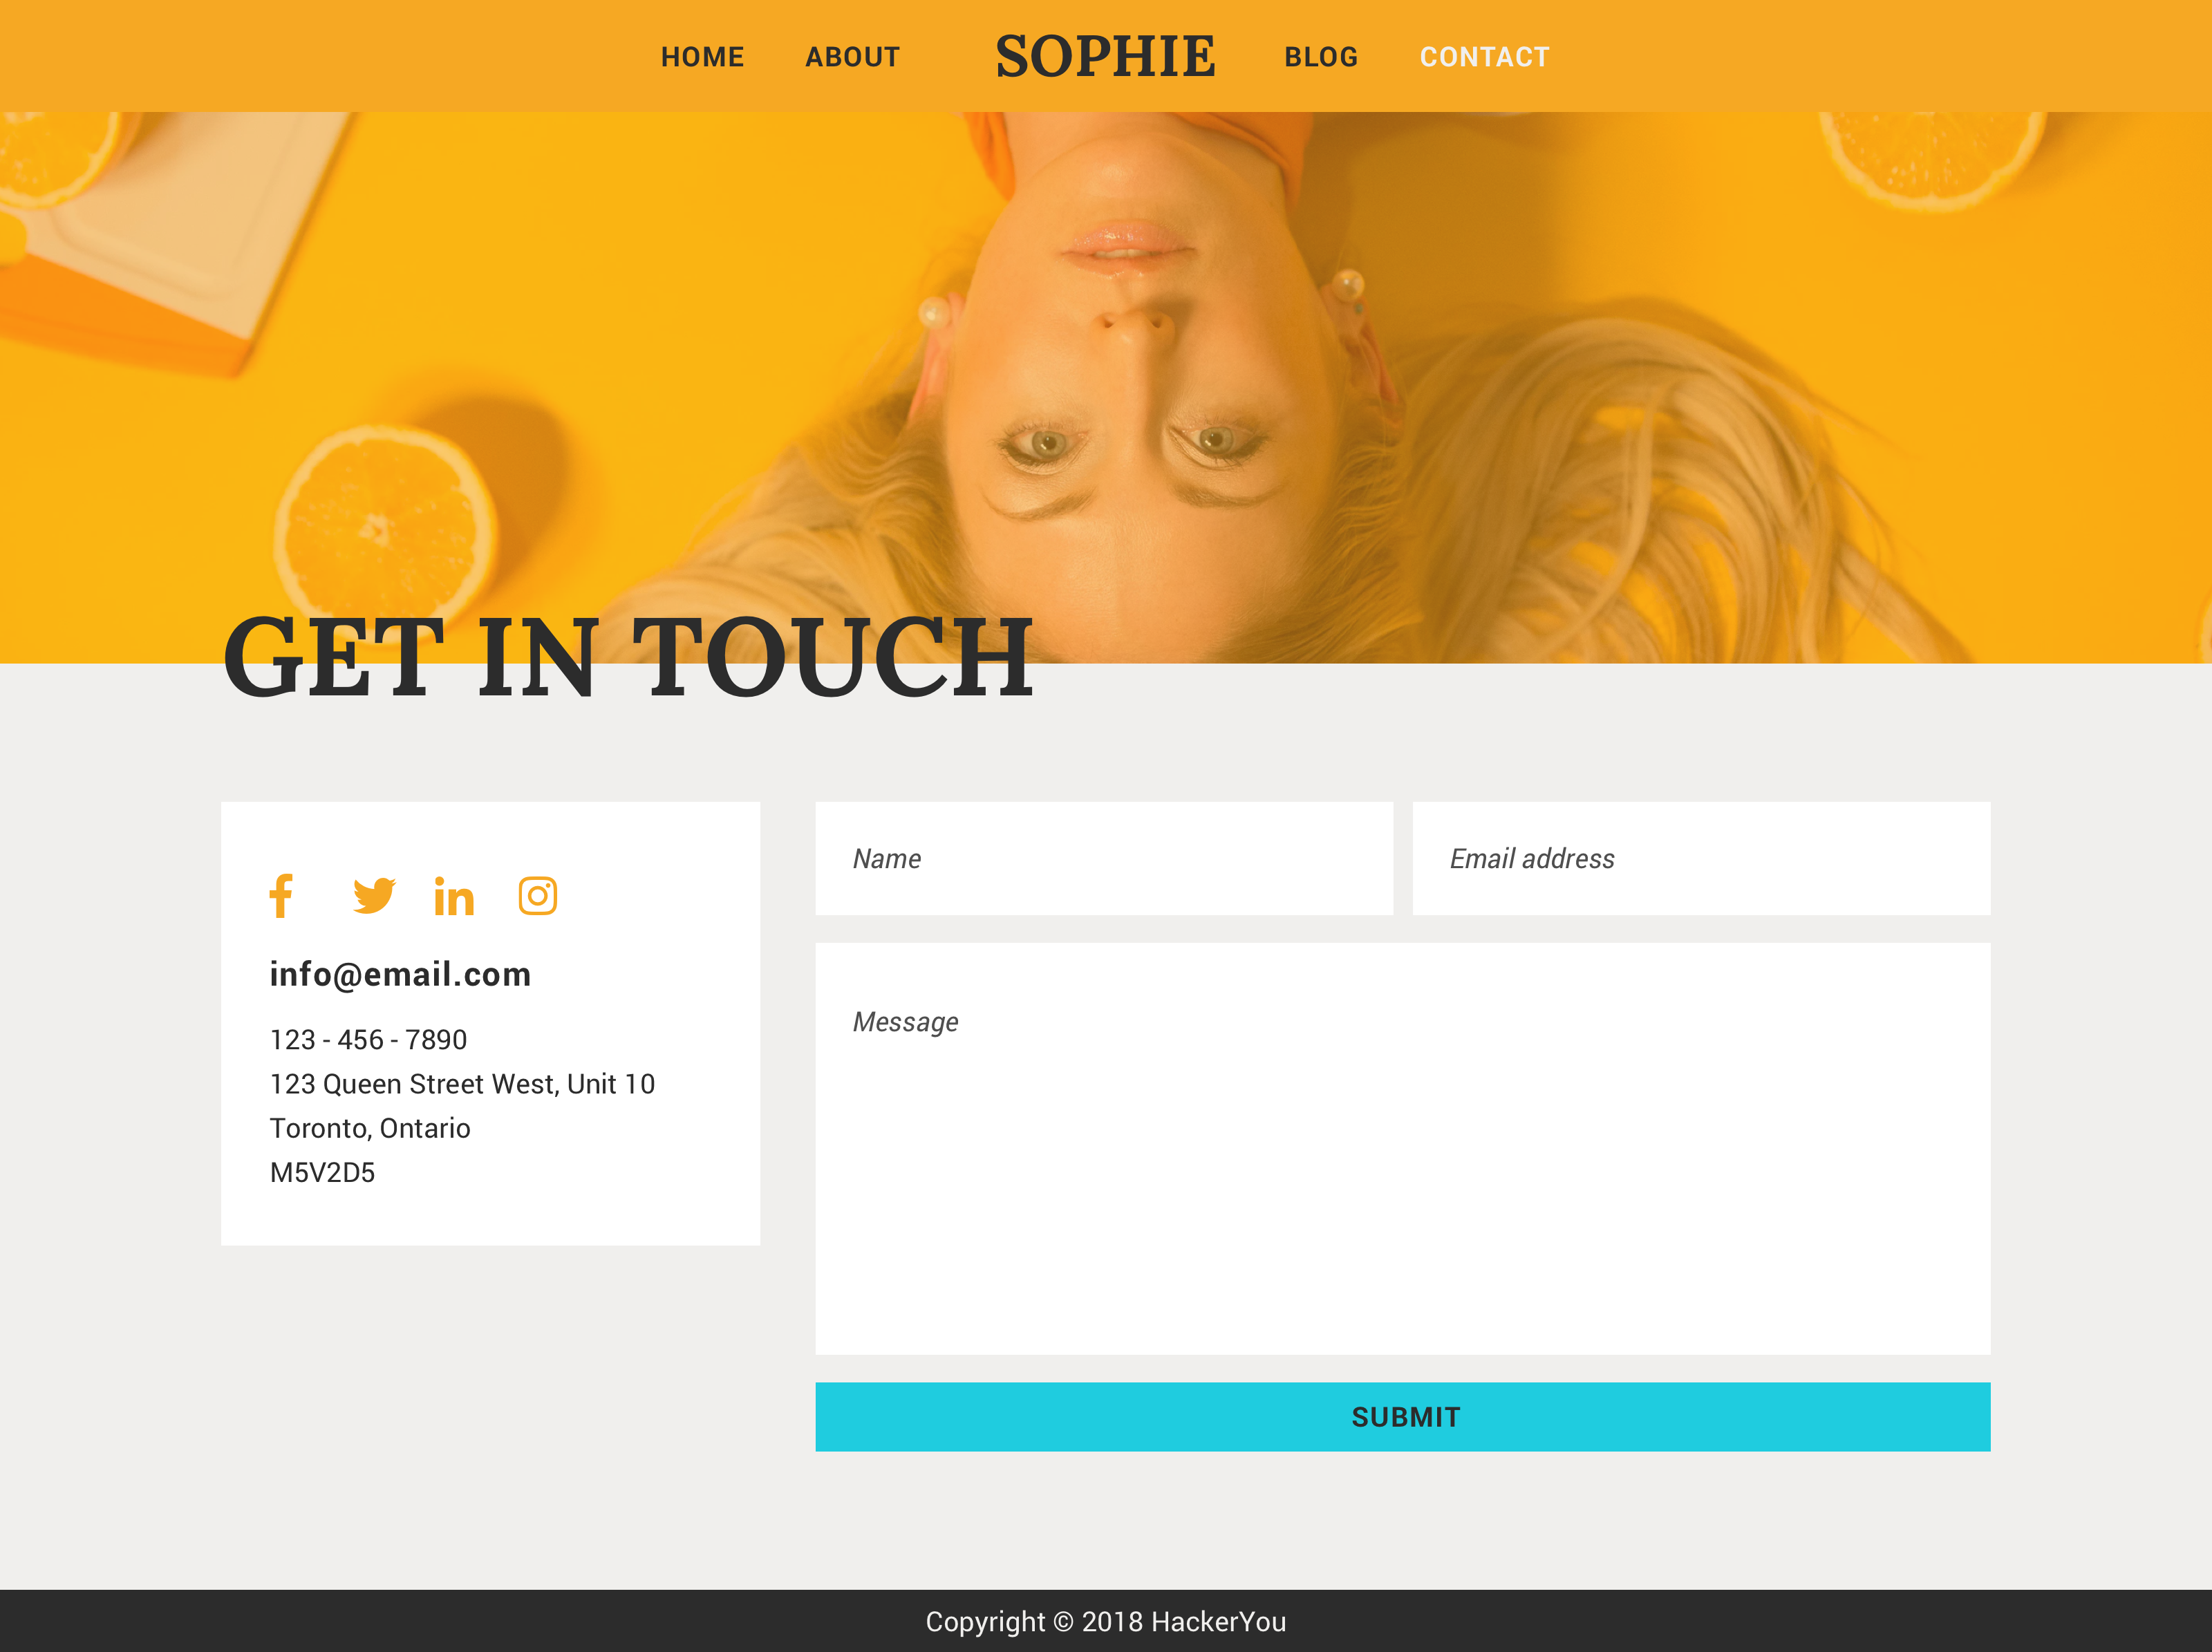 HOME ABOUT SOPHIE BLOG CONTACT
GET IN TOUCH
info@email.com
123 - 456 - 7890
123 Queen Street West, Unit 10
Toronto, Ontario
M5V2D5
Name
Email address
Message
SUBMIT
Copyright © 2018 HackerYou